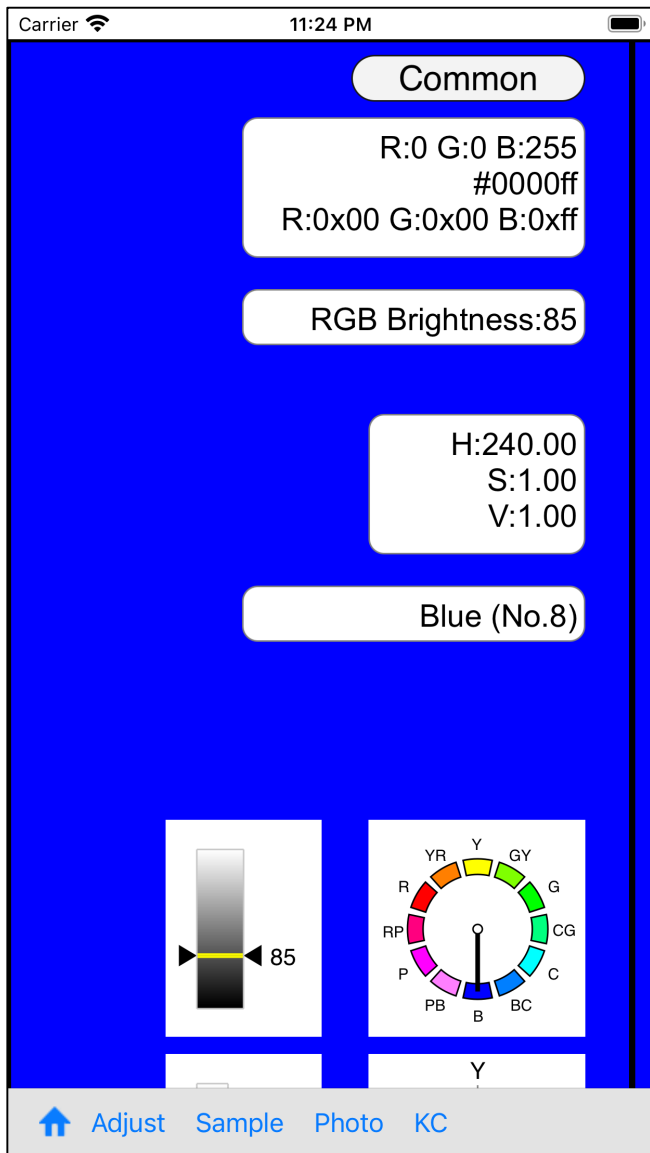 Carrier
11:24 PM
Common
R:0 G:0 B:255
#0000ff
R:0x00 G:0x00 B:0xff
RGB Brightness:85
H:240.00
S:1.00
V:1.00
Blue (No.8)
85
Y
GY
G
CG
C
BC
B
PB
P
RP
R
YR
Y
Adjust
Sample
Photo
KC